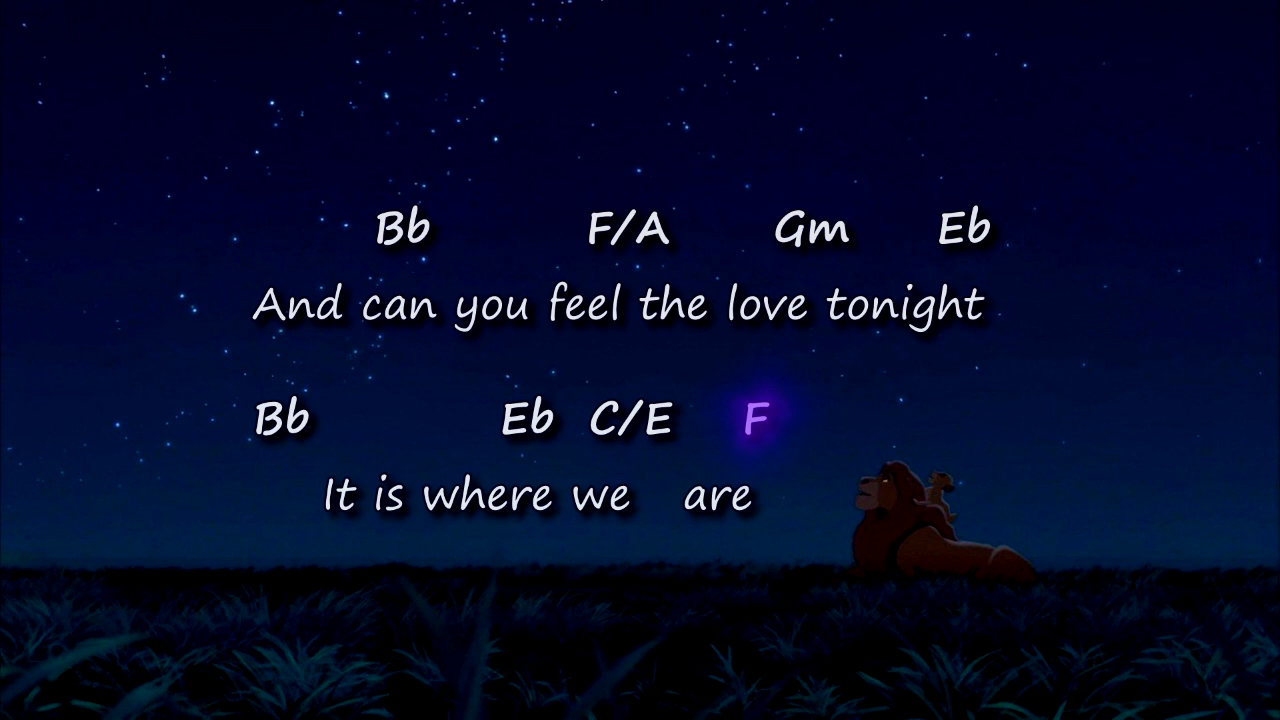 Bb F/A Gm Eb
And can you feel the love tonight
Bb Eb C/E F
It is where we are